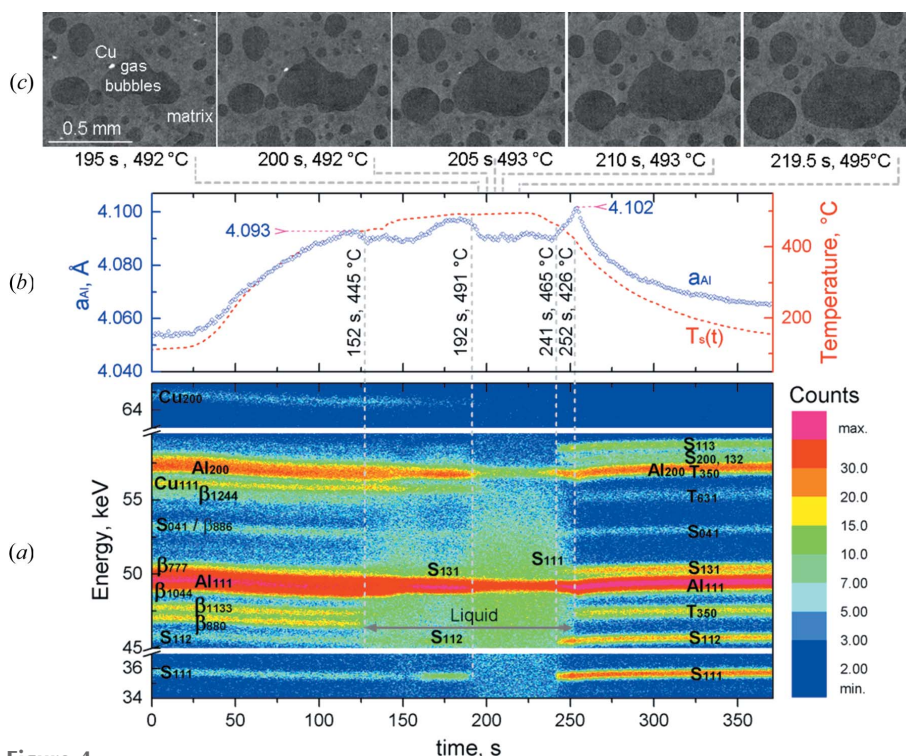 (c)
Cu
gas
bubbles
matrix
0.5 mm
195 s , 492 °C
200 s, 492 °C
205 s 493 °C
210 s, 493 °C
219.5 s, 495°C
(b)
aAl, Å
4.100
4.080
4.060
4.040
4.093
4.102
152 s, 445 °C
192 s, 491 °C
241 s, 465 °C
252 s, 426 °C
aAl
Ts(t)
400
200
Temperature, °C
(a)
Energy, keV
64
55
50
45
36
34
Cu200
Al200
Cu111
β1244
S041 / β886
β777
Al111
β1044
β1133
β880
S112
S111
S131
S111
Liquid
S112
S113
S200, 132
Al200
T350
T631
S041
S131
Al111
T350
S112
S111
0
50
100
150
200
250
300
350
time, s
Counts
max.
30.0
20.0
15.0
10.0
7.00
5.00
3.00
2.00
min.